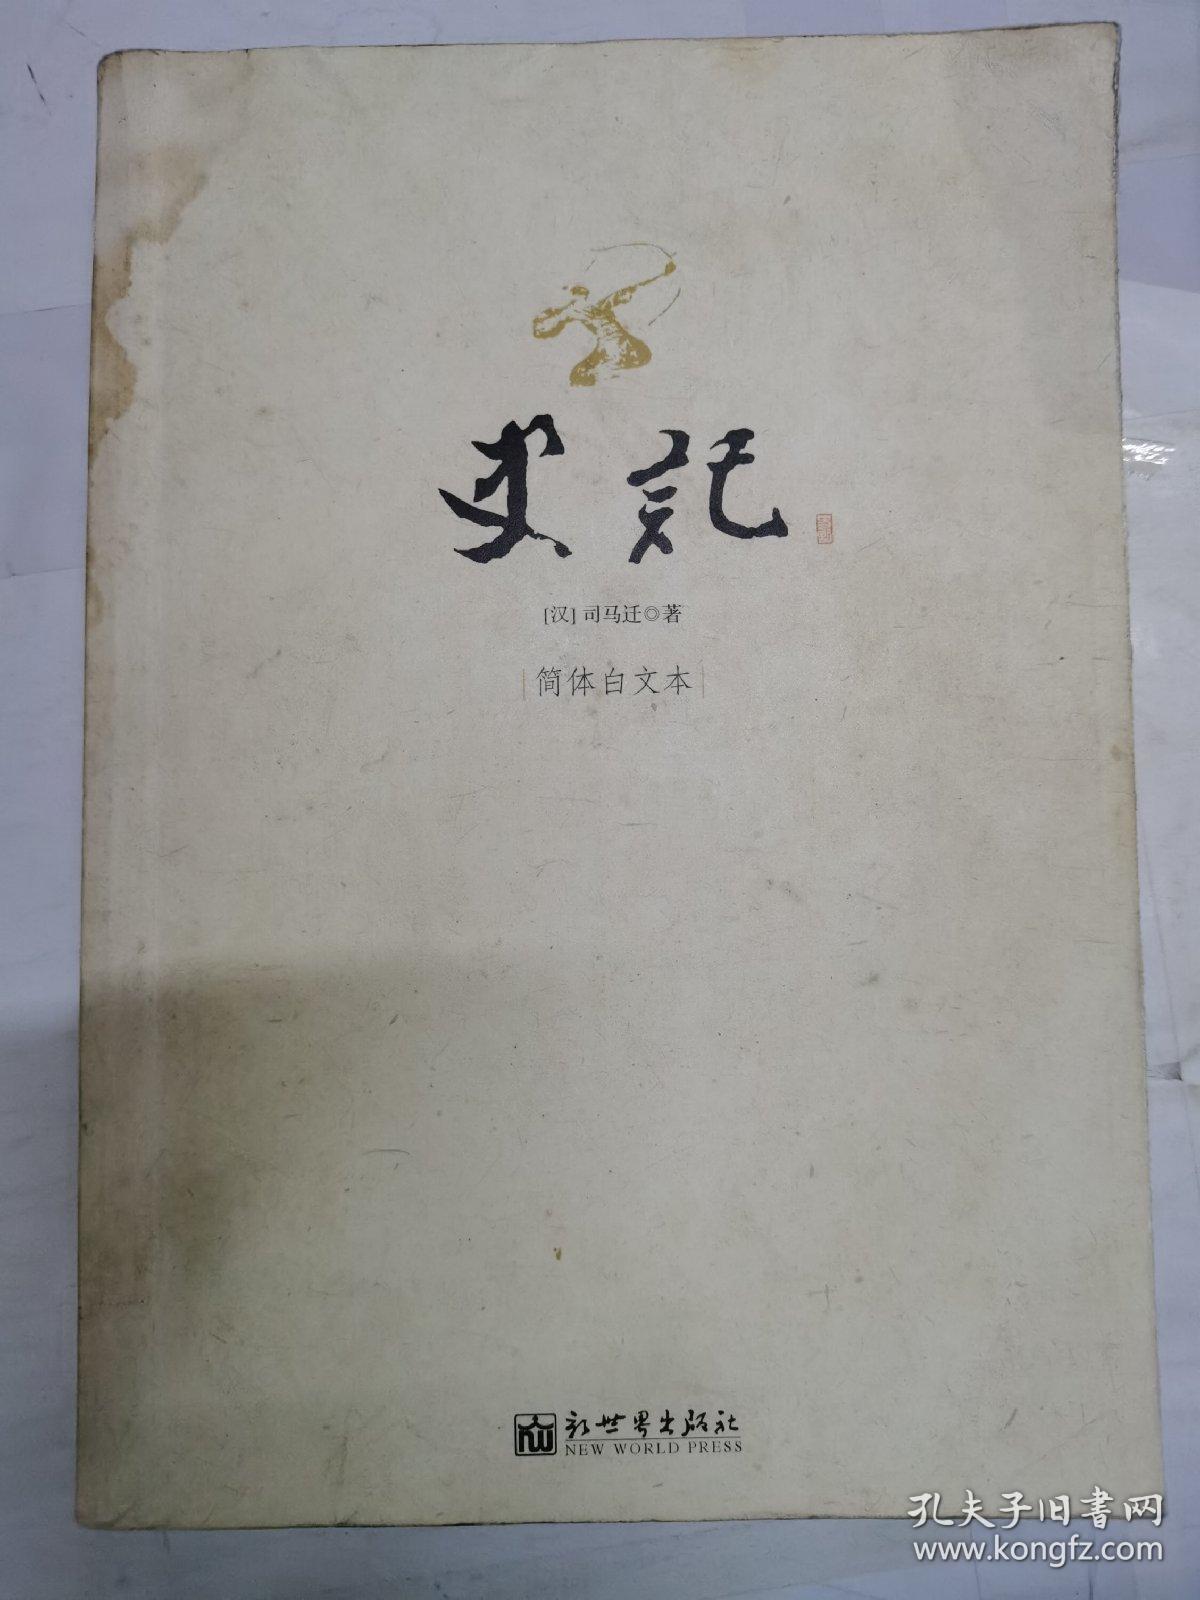 史記
[汉] 司马迁◎著
简体白文本
新世界出版社
NEW WORLD PRESS
孔夫子旧書网
www.kongfz.com